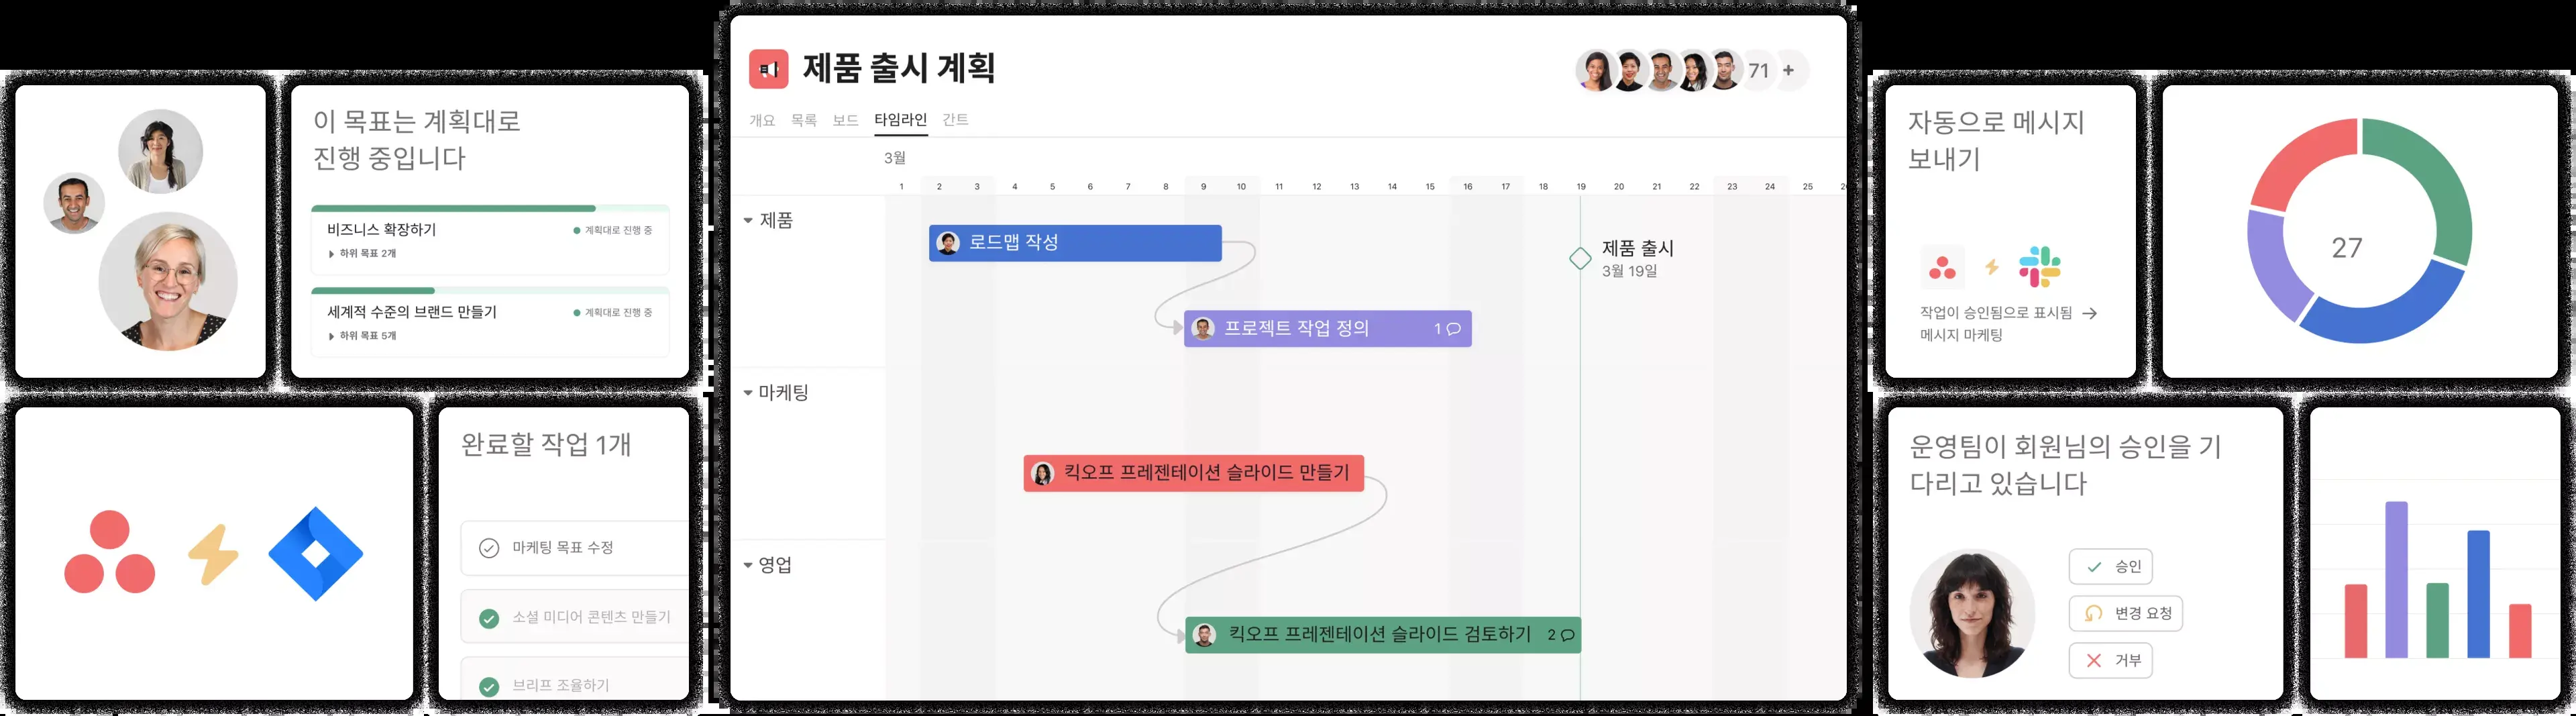 이 목표는 계획대로
진행 중입니다
비즈니스 확장하기
계획대로 진행 중
하위 목표 2개
세계적 수준의 브랜드 만들기
계획대로 진행 중
하위 목표 5개
완료할 작업 1개
마케팅 목표 수정
소셜 미디어 콘텐츠 만들기
브리프 조율하기
제품 출시 계획
71 +
개요 목록 보드 타임라인 간트
3월
1 2 3 4 5 6 7 8 9 10 11 12 13 14 15 16 17 18 19 20 21 22 23 24 25
제품
로드맵 작성
제품 출시
3월 19일
프로젝트 작업 정의 1
마케팅
킥오프 프레젠테이션 슬라이드 만들기
영업
킥오프 프레젠테이션 슬라이드 검토하기 2
자동으로 메시지
보내기
작업이 승인됨으로 표시됨 →
메시지 마케팅
27
운영팀이 회원님의 승인을 기
다리고 있습니다
승인
변경 요청
거부